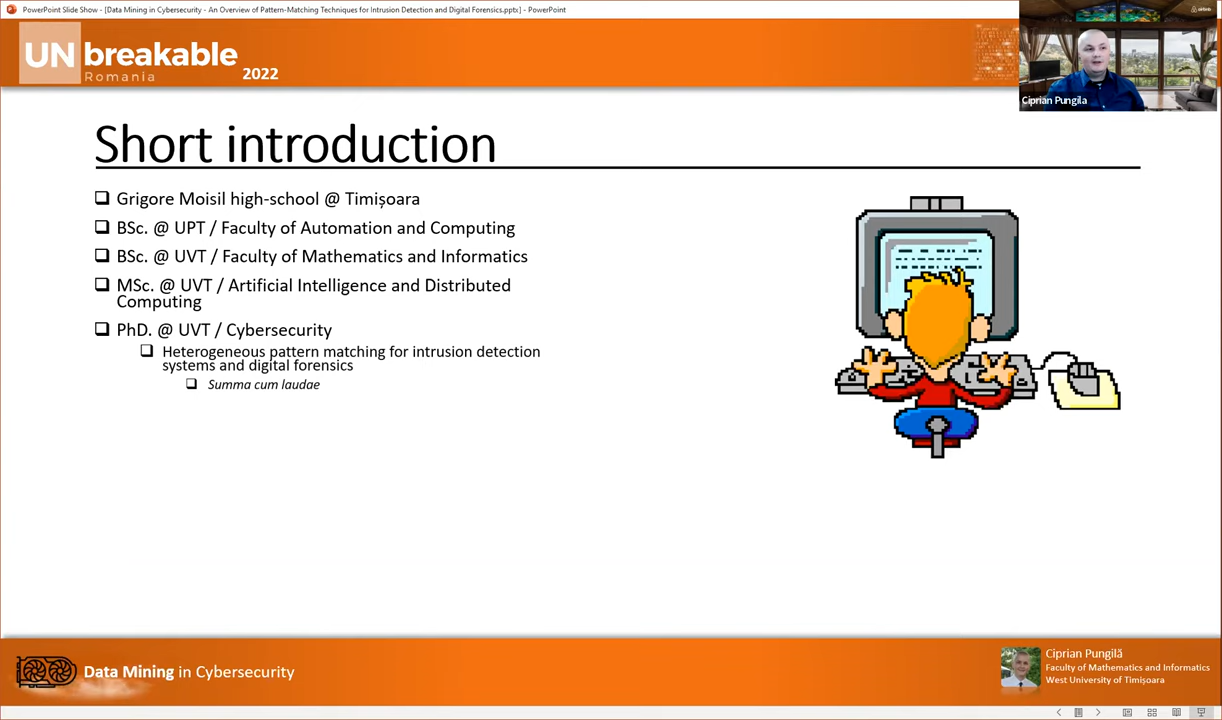 PowerPoint Slide Show - [Data Mining in Cybersecurity - An Overview of Pattern-Matching Techniques for Intrusion Detection and Digital Forensics.pptx] - PowerPoint
UNbreakable
Romania
2022
Ciprian Pungila
Short introduction
Grigore Moisil high-school @ Timișoara
BSc. @ UPT / Faculty of Automation and Computing
BSc. @ UVT / Faculty of Mathematics and Informatics
MSc. @ UVT / Artificial Intelligence and Distributed
Computing
PhD. @ UVT / Cybersecurity
Heterogeneous pattern matching for intrusion detection
systems and digital forensics
Summa cum laudae
Data Mining in Cybersecurity
Ciprian Pungilă
Faculty of Mathematics and Informatics
West University of Timișoara